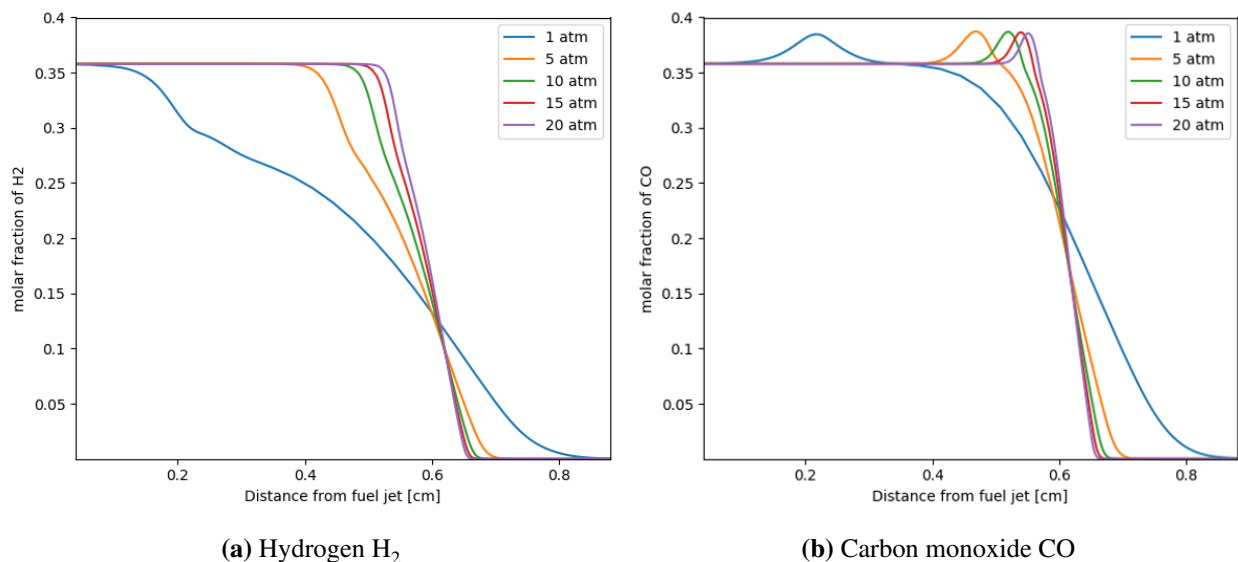 0.4
0.35
0.3
0.25
0.2
0.15
0.1
0.05
molar fraction of H2
1 atm
5 atm
10 atm
15 atm
20 atm
0.2 0.4 0.6 0.8
Distance from fuel jet [cm]
(a) Hydrogen H₂
0.4
0.35
0.3
0.25
0.2
0.15
0.1
0.05
molar fraction of CO
1 atm
5 atm
10 atm
15 atm
20 atm
0.2 0.4 0.6 0.8
Distance from fuel jet [cm]
(b) Carbon monoxide CO